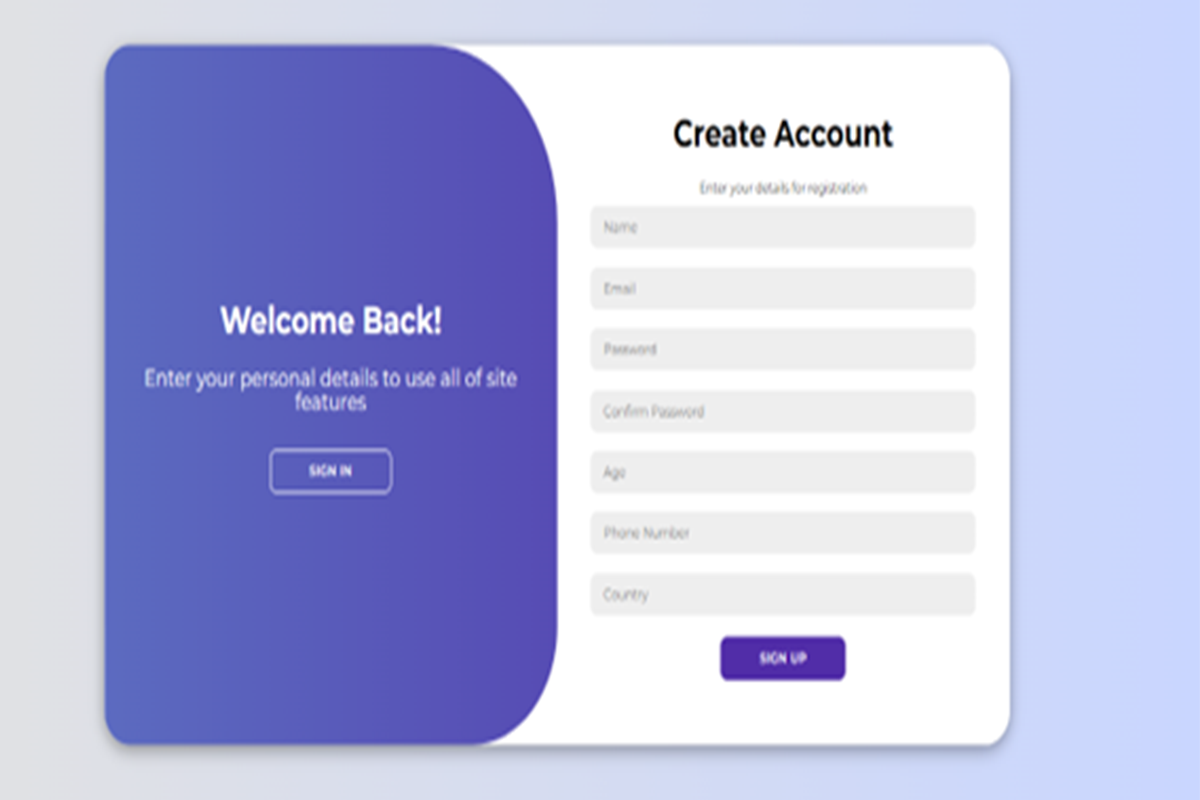 Welcome Back!
Enter your personal details to use all of site
features
SIGN IN
Create Account
Enter your details for registration
Name
Email
Password
Confirm Password
Age
Phone Number
Country
SIGN UP